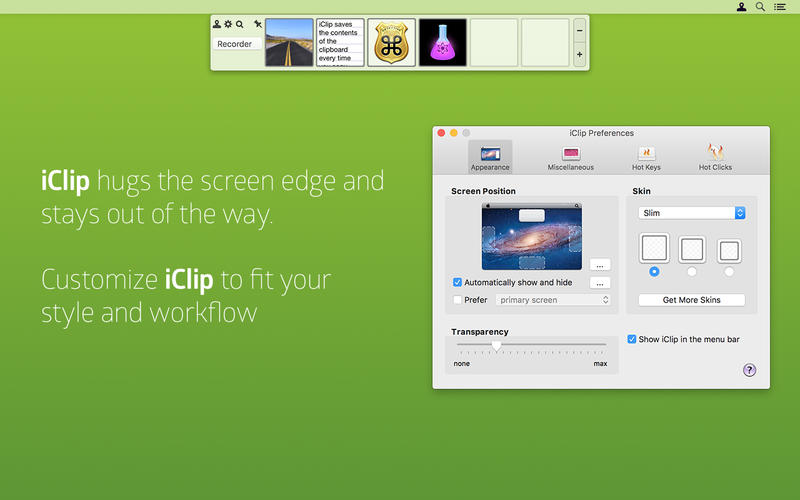 Recorder
iClip saves
the contents
of the
clipboard
every time
iClip hugs the screen edge and
stays out of the way.
Customize iClip to fit your
style and workflow
iClip Preferences
Appearance
Miscellaneous
Hot Keys
Hot Clicks
Screen Position
...
Automatically show and hide
...
Prefer
primary screen
Skin
Slim
Get More Skins
Transparency
none
max
Show iClip in the menu bar
?